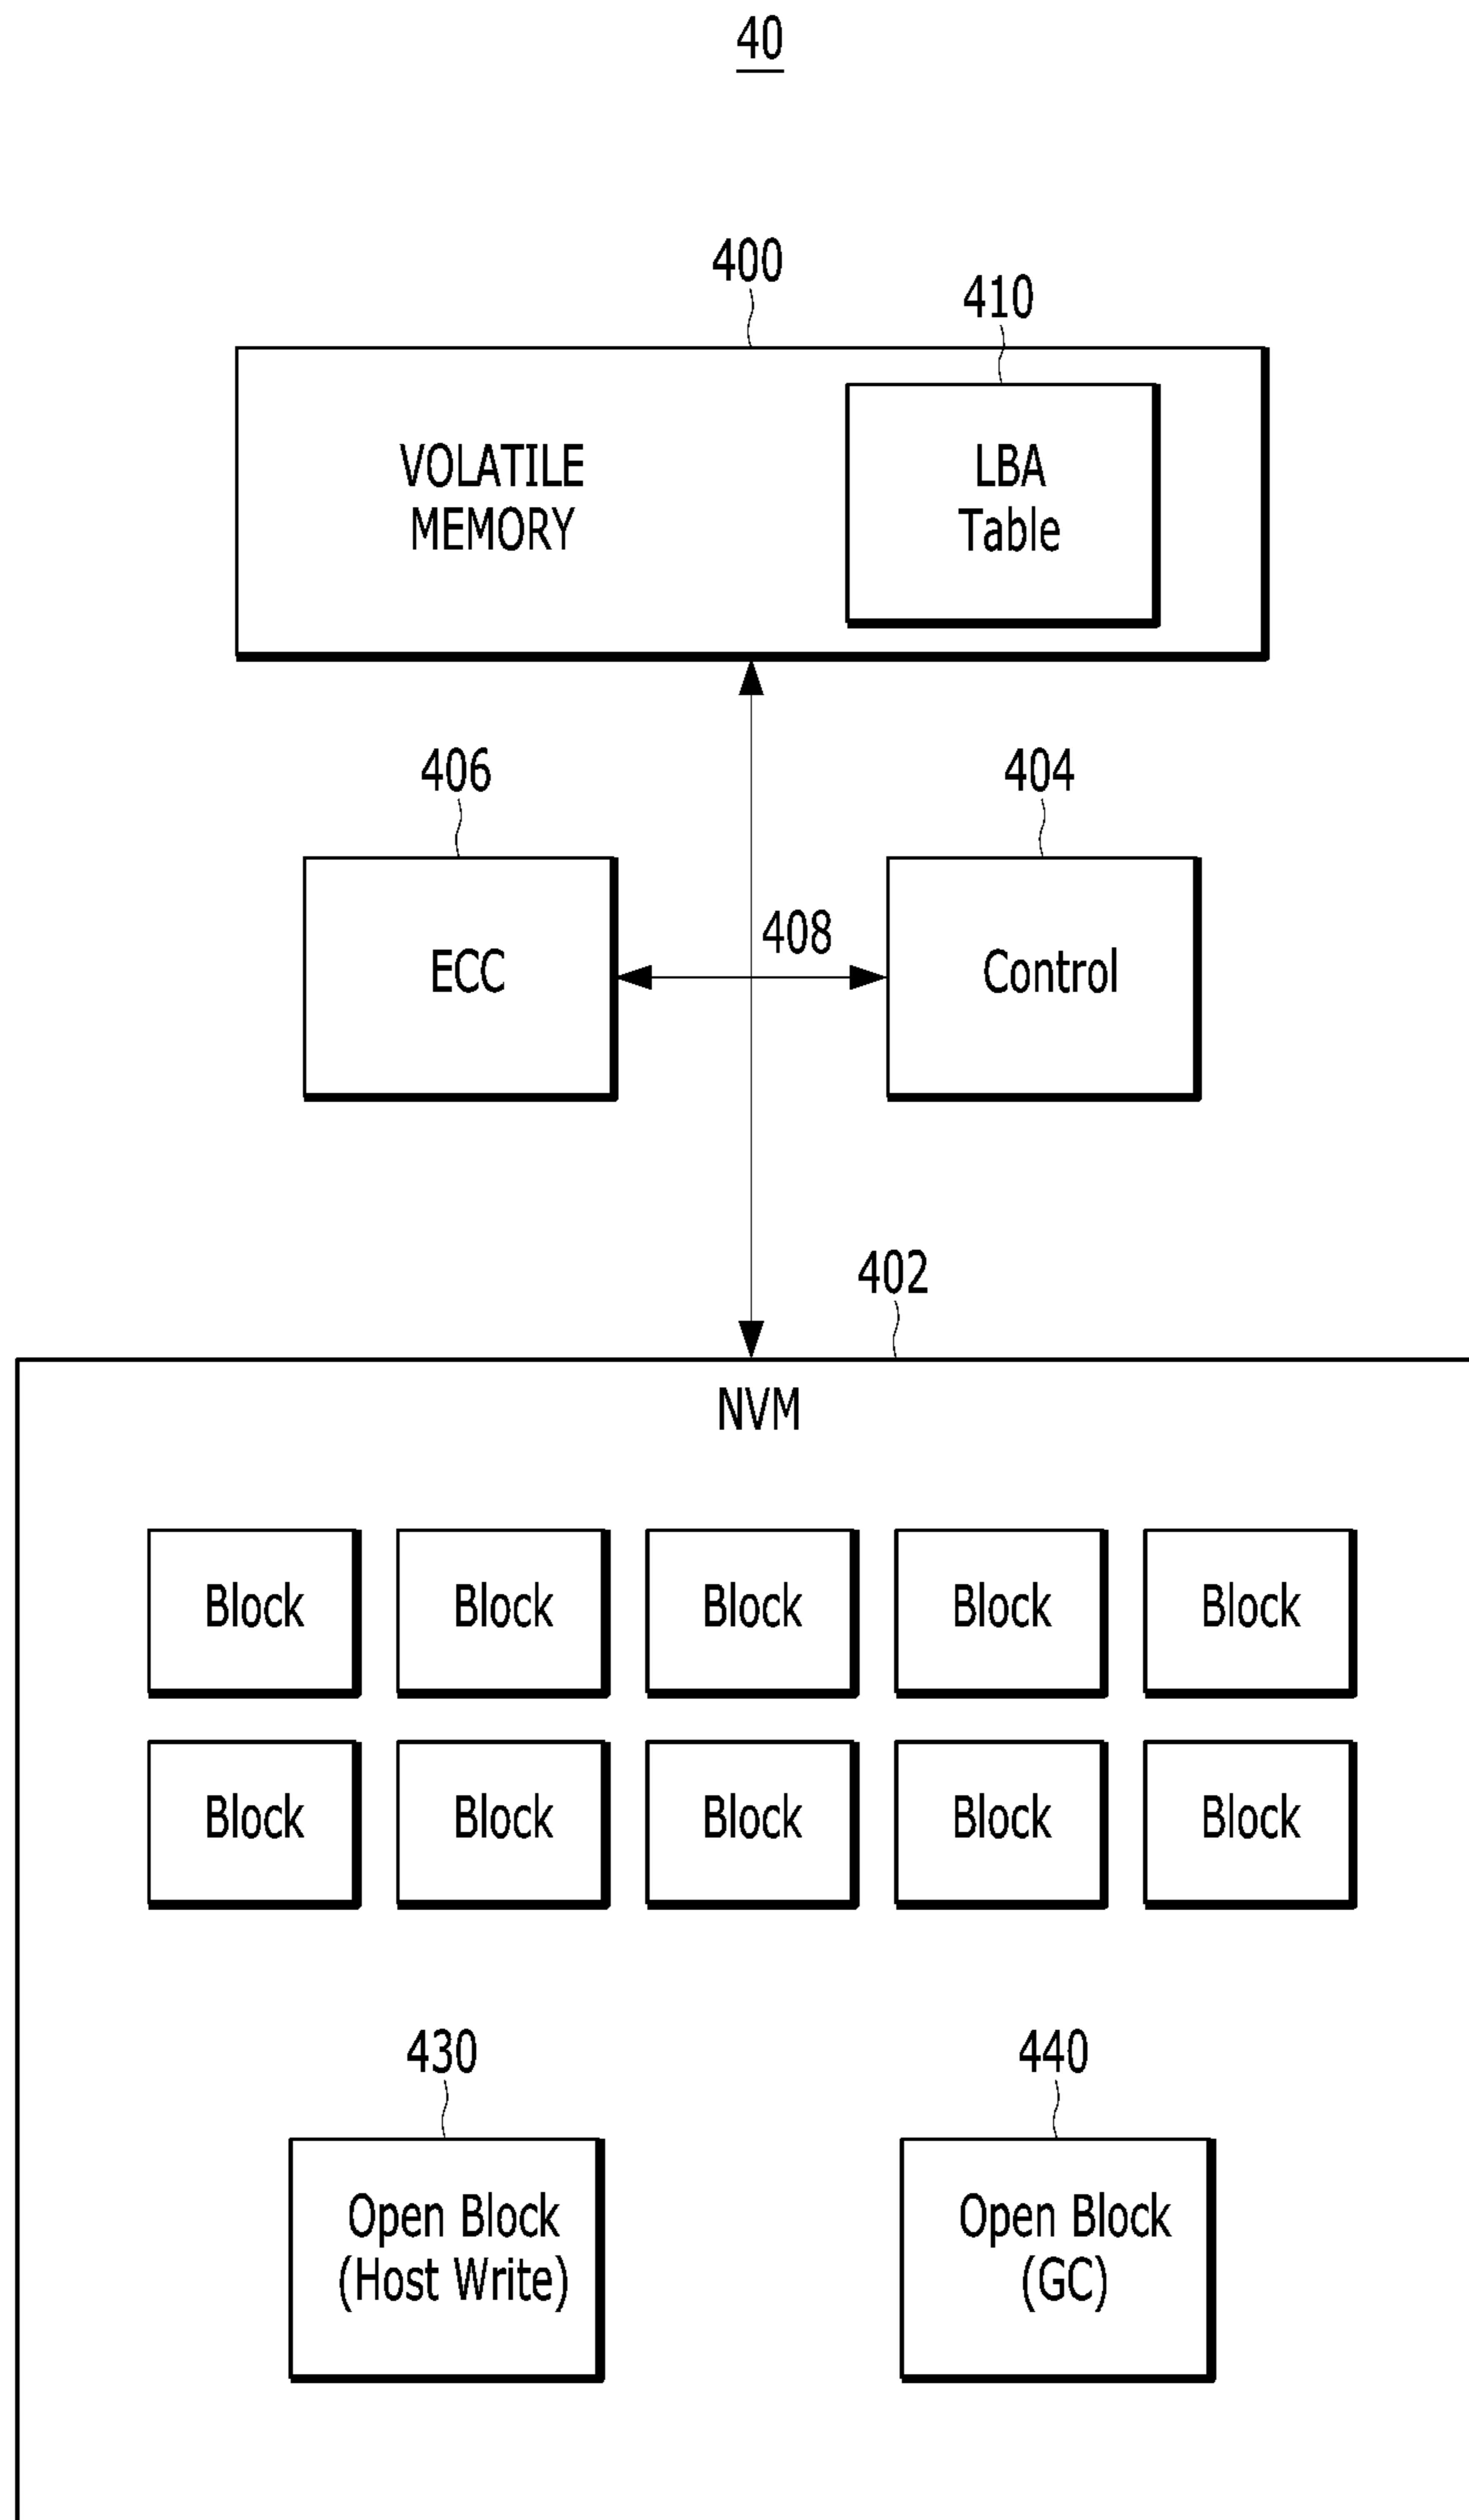 40
400
410
VOLATILE
MEMORY
LBA
Table
406
404
408
ECC
Control
402
NVM
Block Block Block Block Block
Block Block Block Block Block
430
440
Open Block
(Host Write)
Open Block
(GC)